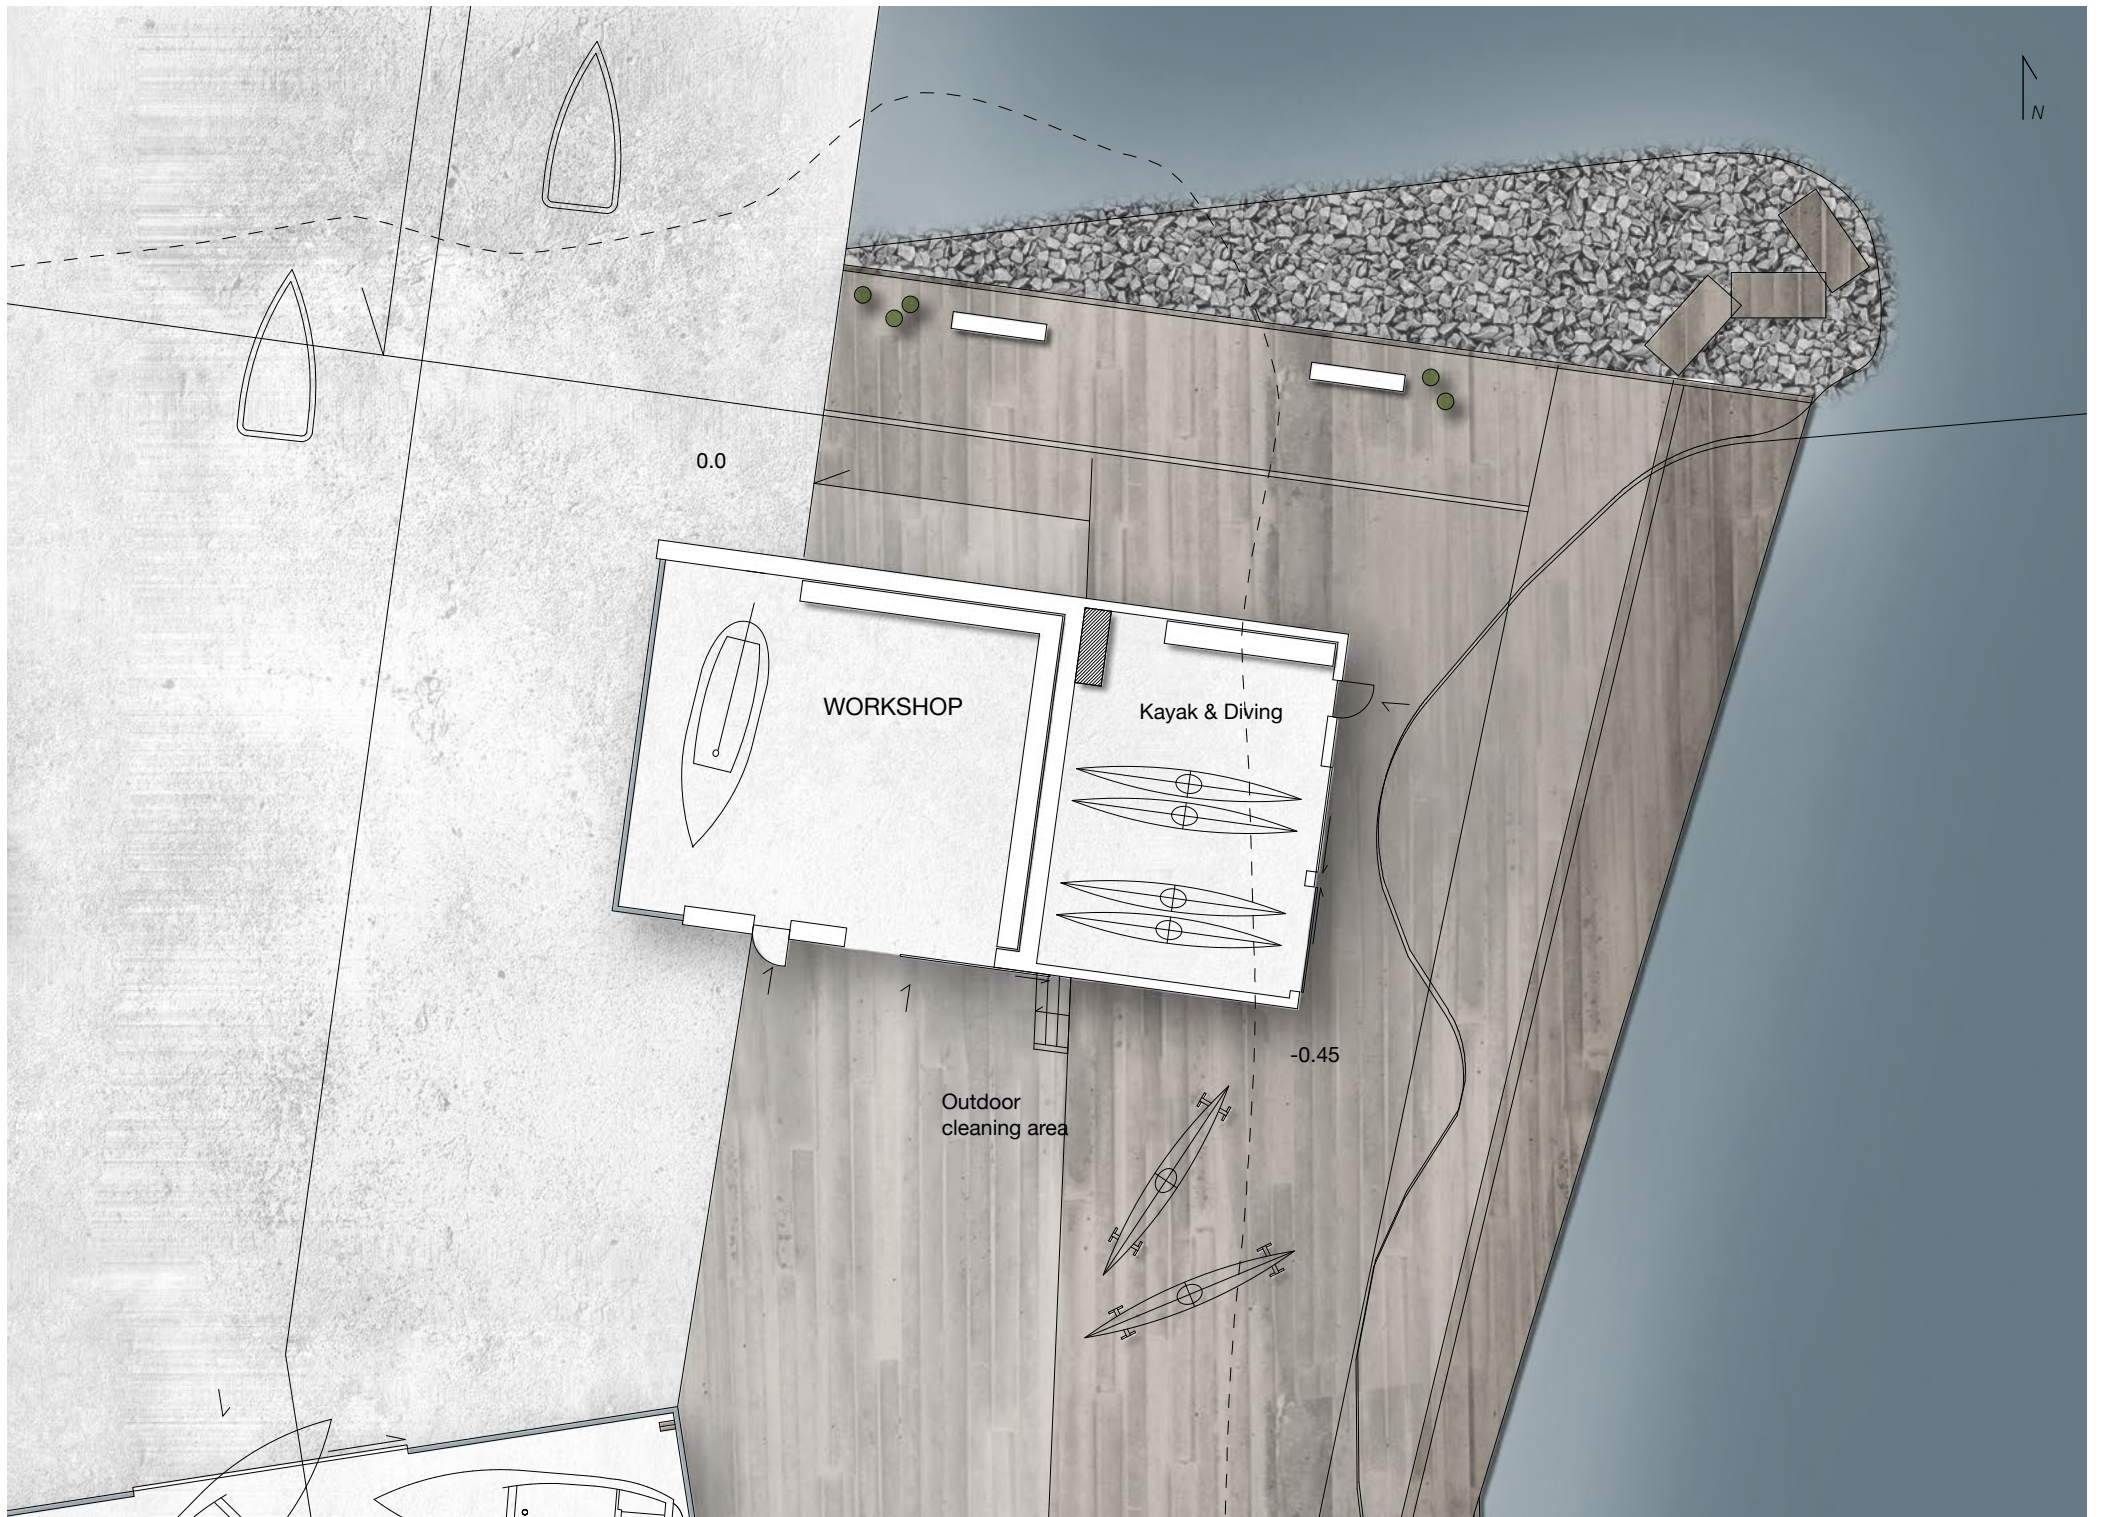 N
0.0
WORKSHOP
Kayak & Diving
-0.45
Outdoor
cleaning area